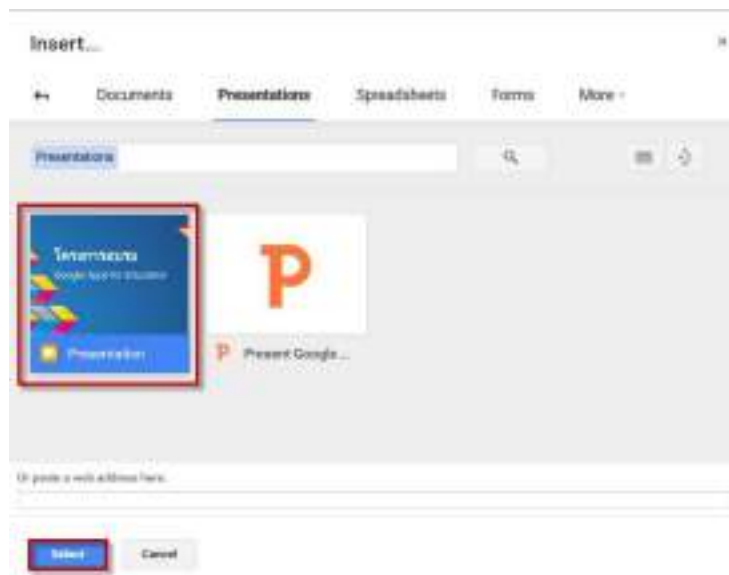 Insert...
Documents Presentations Spreadsheets Forms More
Presentations
Google Apps for Education
Presentation
Present Google ...
Or paste a web address here:
Select Cancel